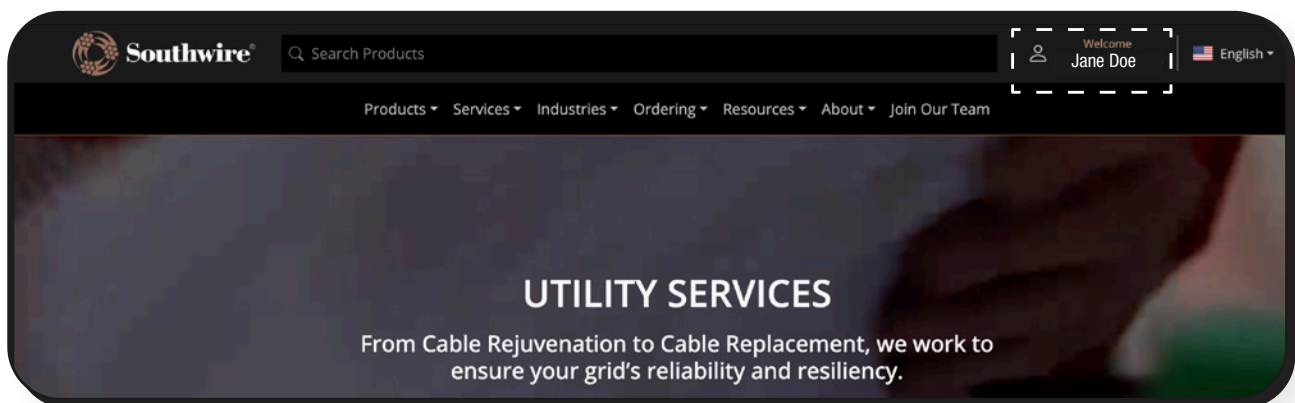 Southwire®
Search Products
Welcome
Jane Doe
English
Products Services Industries Ordering Resources About Join Our Team
UTILITY SERVICES
From Cable Rejuvenation to Cable Replacement, we work to
ensure your grid's reliability and resiliency.